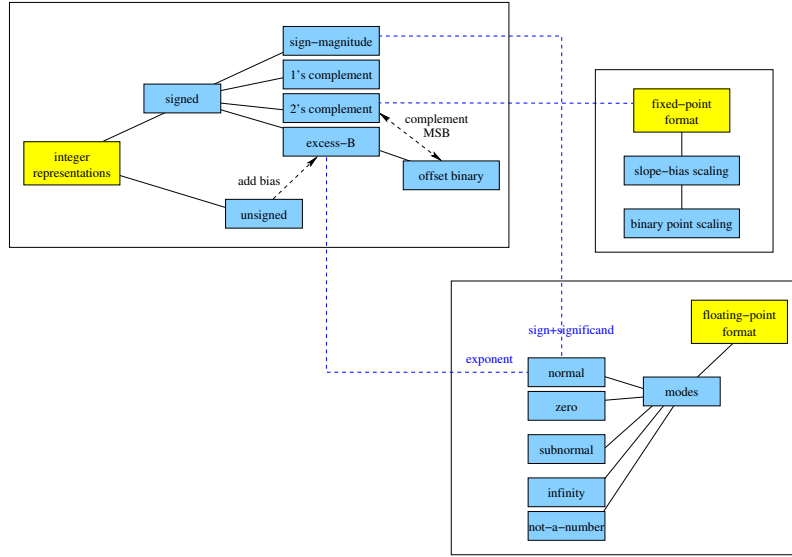 sign−magnitude
1's complement
signed
2's complement
complement
MSB
excess−B
integer
representations
add bias
offset binary
unsigned
fixed−point
format
slope−bias scaling
binary point scaling
floating−point
format
sign+significand
exponent
normal
modes
zero
subnormal
infinity
not−a−number